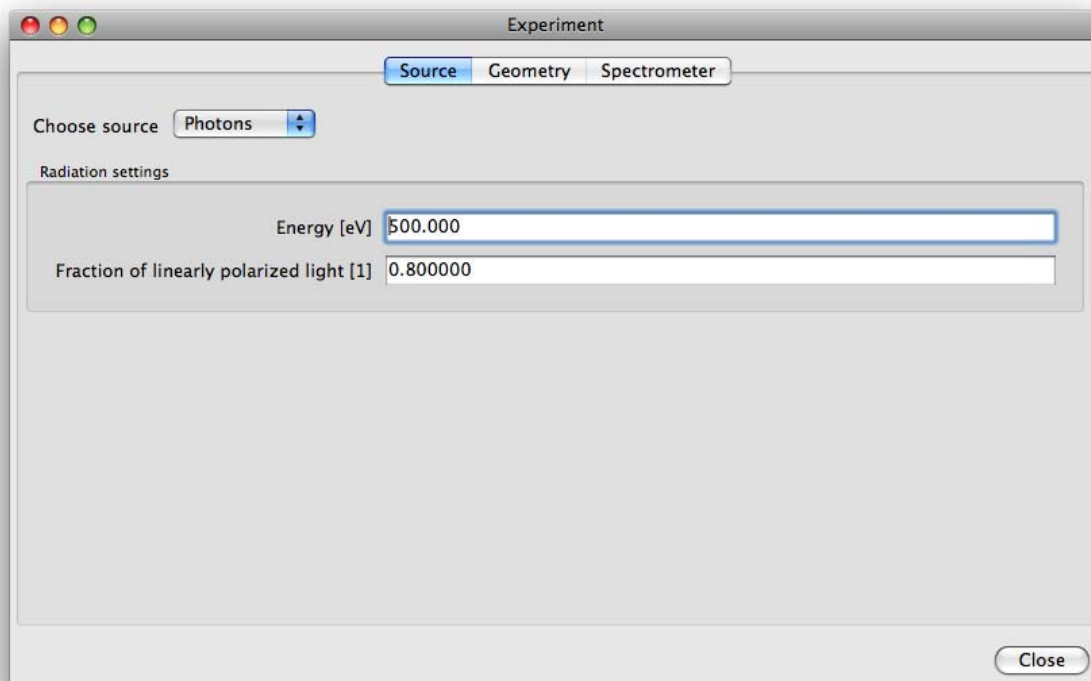 Experiment
Source Geometry Spectrometer
Choose source Photons
Radiation settings
Energy [eV] 500.000
Fraction of linearly polarized light [1] 0.800000
Close